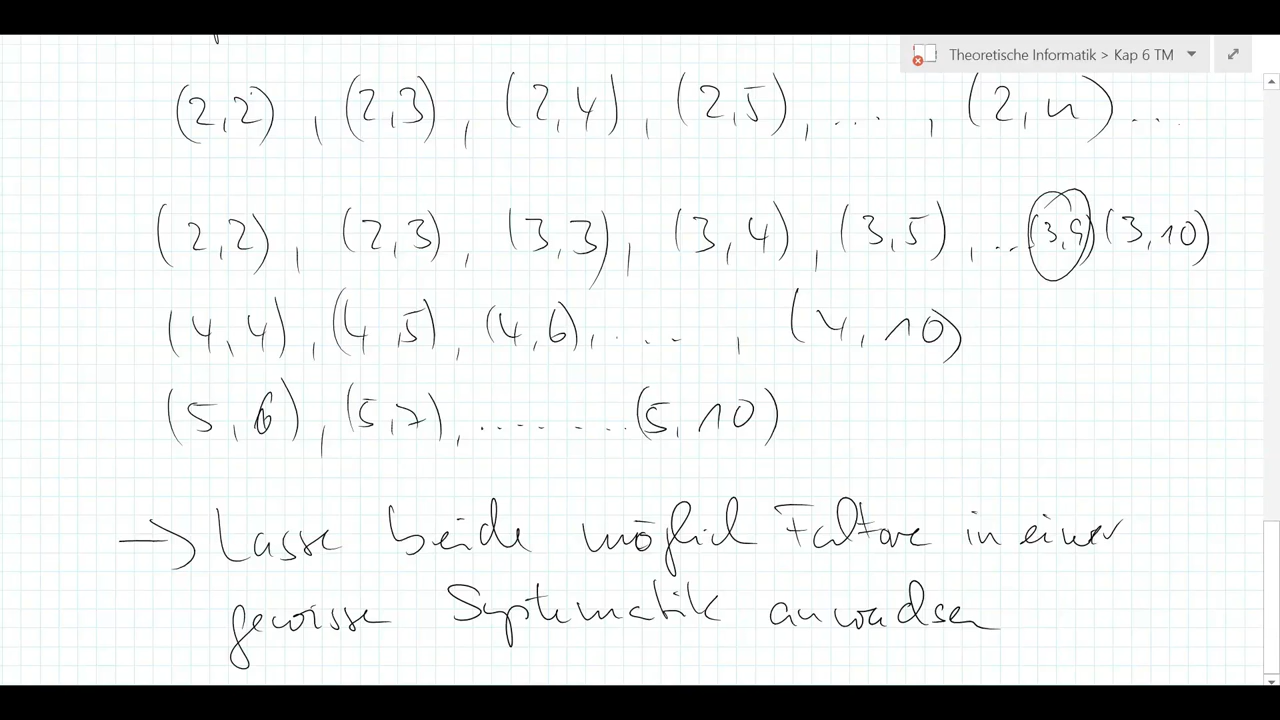 Theoretische Informatik > Kap 6 TM
(2,2), (2,3), (2,4), (2,5), ..., (2,n)...
(2,2), (2,3), (3,3), (3,4), (3,5), ...(3,9)(3,10)
(4,4), (4,5), (4,6), ...., (4,10)
(5,6), (5,7), .........(5,10)
→ Lasse beide möglich Faktore in einer
gewisse Systematik anwachsen